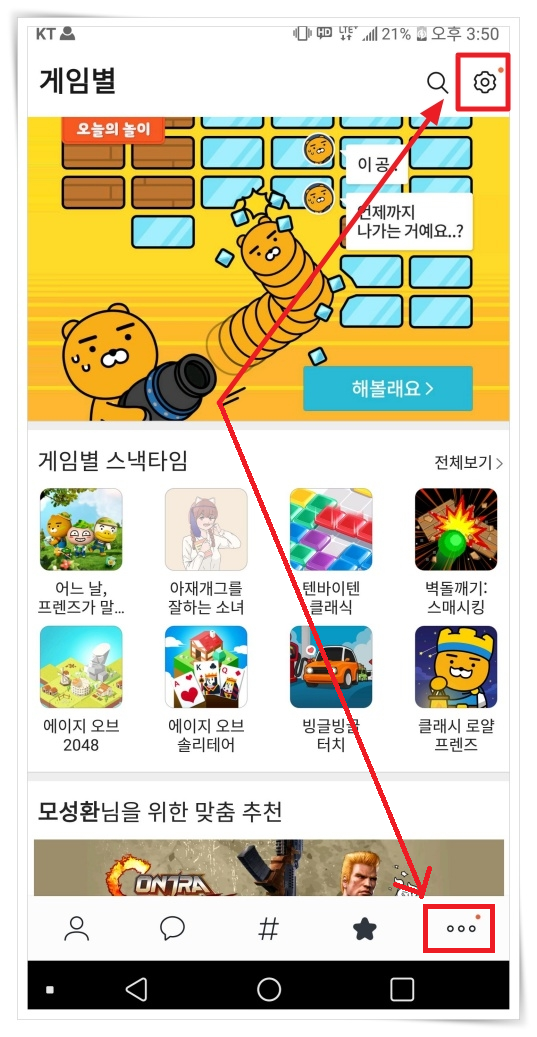 KT HD LTE+ 21% 오후 3:50
게임별
오늘의 놀이
이 공.
언제까지
나가는 거예요..?
해볼래요 >
게임별 스낵타임 전체보기 >
어느 날, 아재개그를 텐바이텐 벽돌깨기:
프렌즈가 말... 잘하는 소녀 클래식 스매시킹
에이지 오브 에이지 오브 빙글빙글 클래시 로얄
2048 솔리테어 터치 프렌즈
모성환님을 위한 맞춤 추천
CONTRA
#